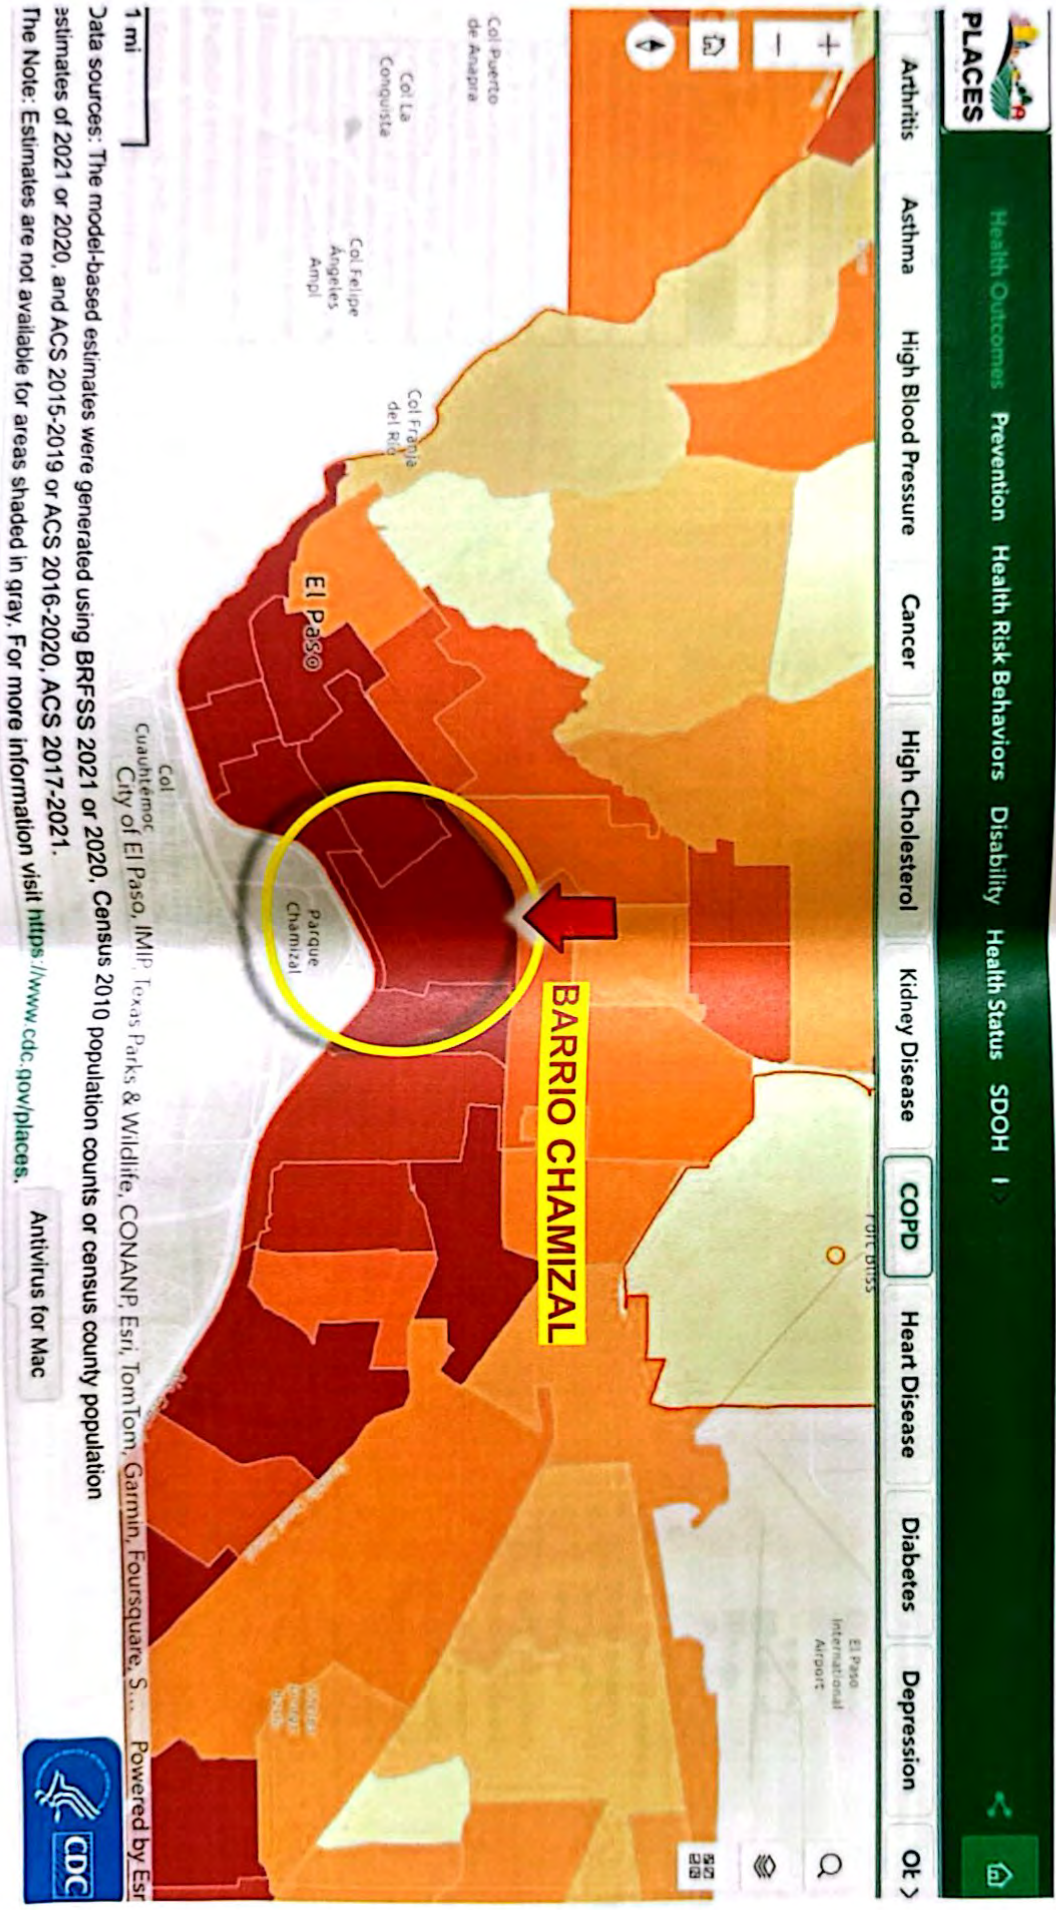 PLACES
Health Outcomes Prevention Health Risk Behaviors Disability Health Status SDOH
Arthritis Asthma High Blood Pressure Cancer High Cholesterol Kidney Disease COPD Heart Disease Diabetes Depression
Fort Bliss
El Paso
International
Airport
BARRIO CHAMIZAL
Col Puerto
de Anapra
Col La
Conquista
Col Felipe
Ángeles
Ampl
Col Franja
del Río
El Paso
Parque
Chamizal
Col
Cuauhtémoc
1 mi
City of El Paso, IMIP, Texas Parks & Wildlife, CONANP, Esri, TomTom, Garmin, Foursquare, S... Powered by Esr
Data sources: The model-based estimates were generated using BRFSS 2021 or 2020, Census 2010 population counts or census county population
estimates of 2021 or 2020, and ACS 2015-2019 or ACS 2016-2020, ACS 2017-2021.
The Note: Estimates are not available for areas shaded in gray. For more information visit https://www.cdc.gov/places.
Antivirus for Mac
CDC